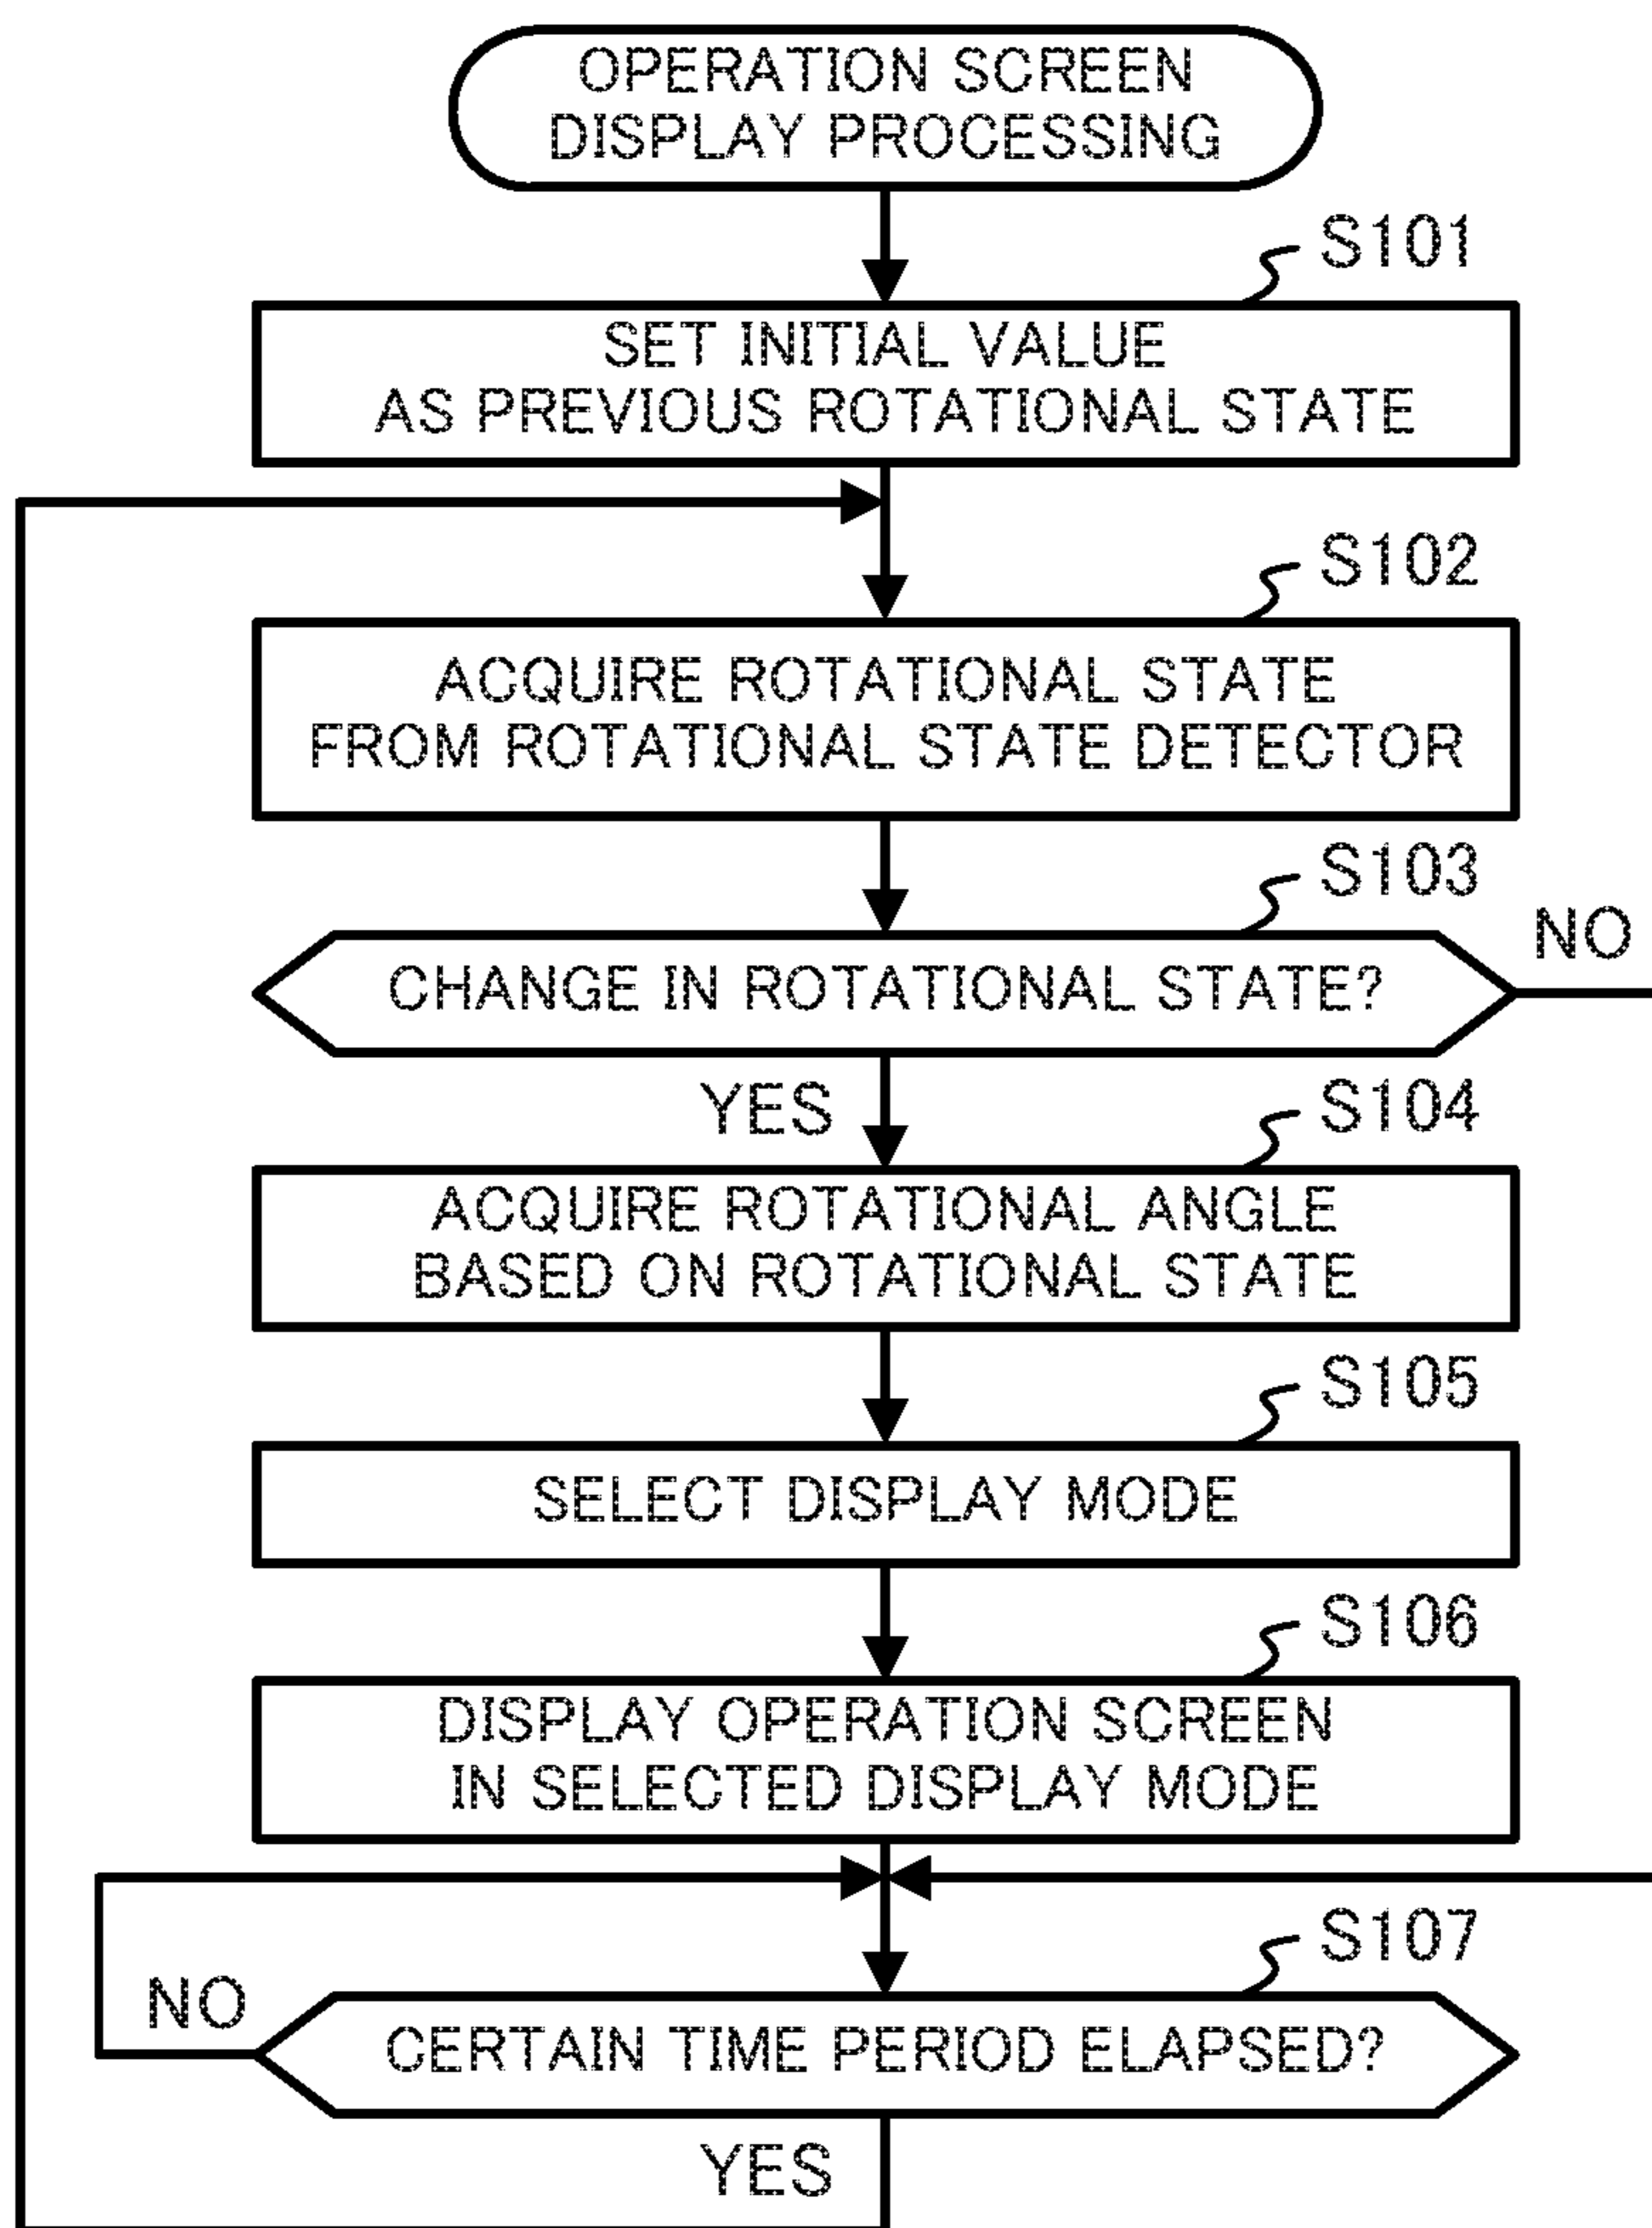 OPERATION SCREEN
DISPLAY PROCESSING
S101
SET INITIAL VALUE
AS PREVIOUS ROTATIONAL STATE
S102
ACQUIRE ROTATIONAL STATE
FROM ROTATIONAL STATE DETECTOR
S103
NO
CHANGE IN ROTATIONAL STATE?
YES
S104
ACQUIRE ROTATIONAL ANGLE
BASED ON ROTATIONAL STATE
S105
SELECT DISPLAY MODE
S106
DISPLAY OPERATION SCREEN
IN SELECTED DISPLAY MODE
S107
NO
CERTAIN TIME PERIOD ELAPSED?
YES